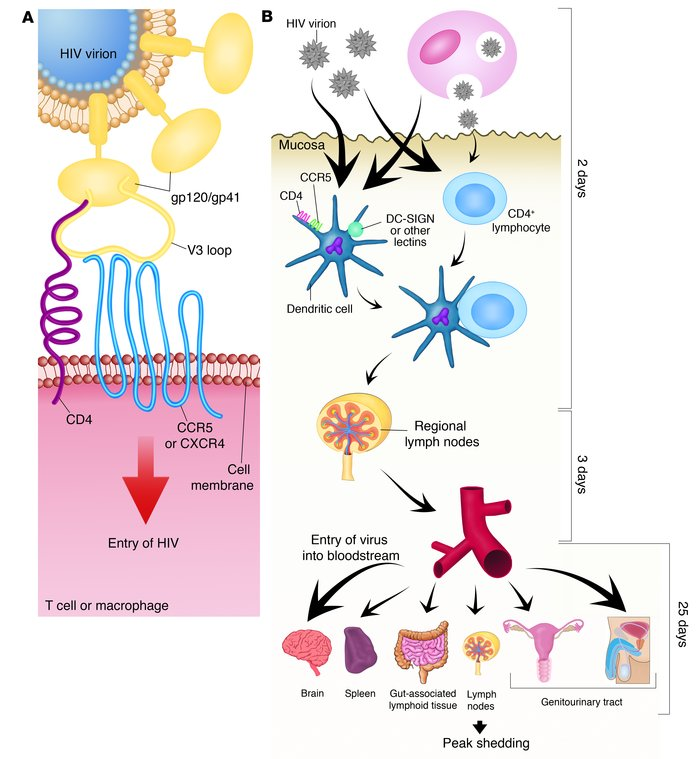 A
HIV virion
gp120/gp41
V3 loop
CD4
CCR5
or CXCR4
Cell
membrane
Entry of HIV
T cell or macrophage
B
HIV virion
Mucosa
CCR5
CD4
DC-SIGN
or other
lectins
CD4+
lymphocyte
Dendritic cell
2 days
Regional
lymph nodes
3 days
Entry of virus
into bloodstream
25 days
Brain
Spleen
Gut-associated
lymphoid tissue
Lymph
nodes
Genitourinary tract
Peak shedding